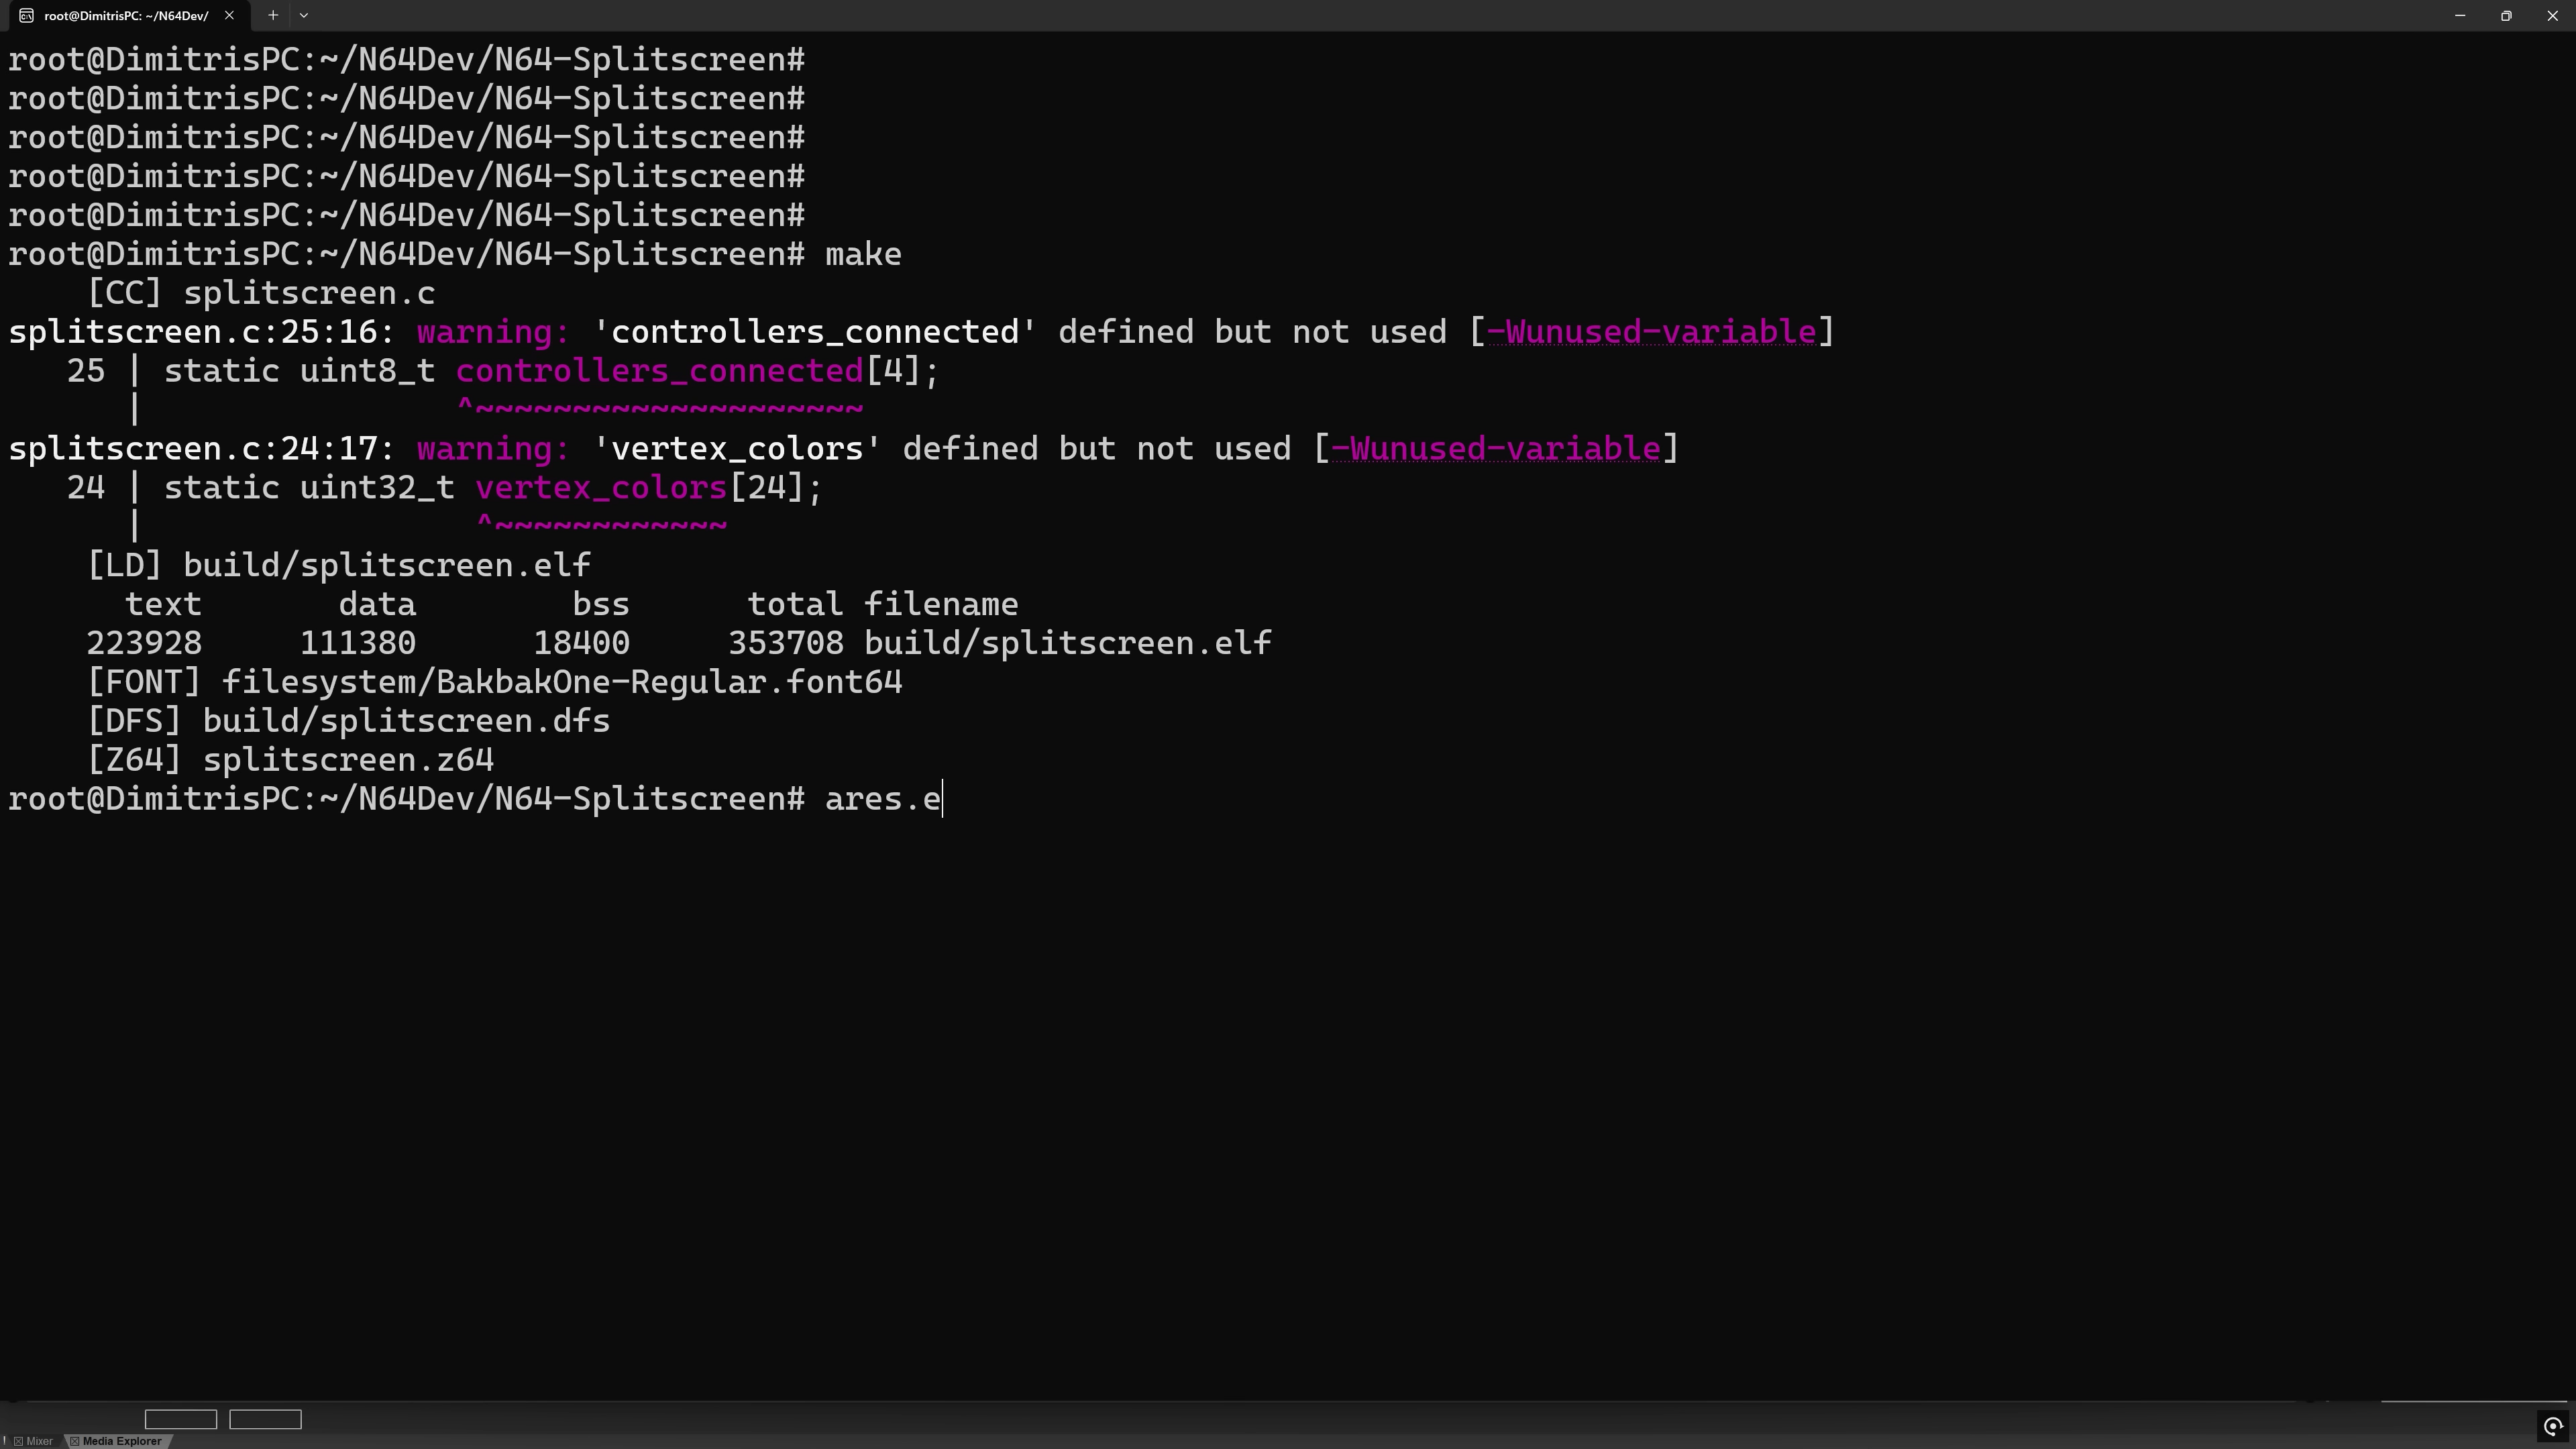 root@DimitrisPC: ~/N64Dev/
root@DimitrisPC:~/N64Dev/N64-Splitscreen#
root@DimitrisPC:~/N64Dev/N64-Splitscreen#
root@DimitrisPC:~/N64Dev/N64-Splitscreen#
root@DimitrisPC:~/N64Dev/N64-Splitscreen#
root@DimitrisPC:~/N64Dev/N64-Splitscreen#
root@DimitrisPC:~/N64Dev/N64-Splitscreen# make
    [CC] splitscreen.c
splitscreen.c:25:16: warning: 'controllers_connected' defined but not used [-Wunused-variable]
   25 | static uint8_t controllers_connected[4];
      |                ^~~~~~~~~~~~~~~~~~~~~
splitscreen.c:24:17: warning: 'vertex_colors' defined but not used [-Wunused-variable]
   24 | static uint32_t vertex_colors[24];
      |                 ^~~~~~~~~~~~~
    [LD] build/splitscreen.elf
      text       data        bss      total filename
    223928     111380      18400     353708 build/splitscreen.elf
    [FONT] filesystem/BakbakOne-Regular.font64
    [DFS] build/splitscreen.dfs
    [Z64] splitscreen.z64
root@DimitrisPC:~/N64Dev/N64-Splitscreen# ares.e
Mixer
Media Explorer